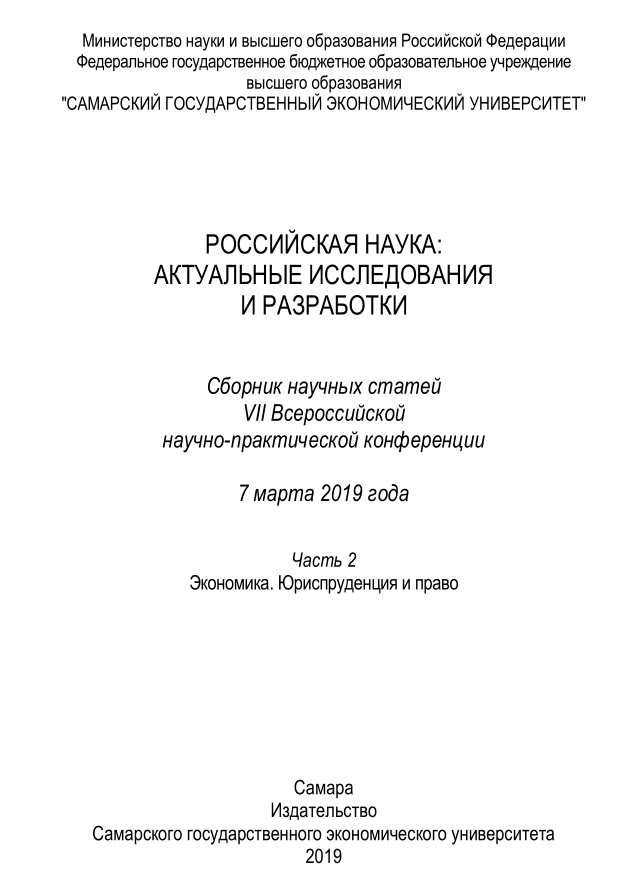 Министерство науки и высшего образования Российской Федерации
Федеральное государственное бюджетное образовательное учреждение
высшего образования
"САМАРСКИЙ ГОСУДАРСТВЕННЫЙ ЭКОНОМИЧЕСКИЙ УНИВЕРСИТЕТ"
РОССИЙСКАЯ НАУКА:
АКТУАЛЬНЫЕ ИССЛЕДОВАНИЯ
И РАЗРАБОТКИ
Сборник научных статей
VII Всероссийской
научно-практической конференции
7 марта 2019 года
Часть 2
Экономика. Юриспруденция и право
Самара
Издательство
Самарского государственного экономического университета
2019